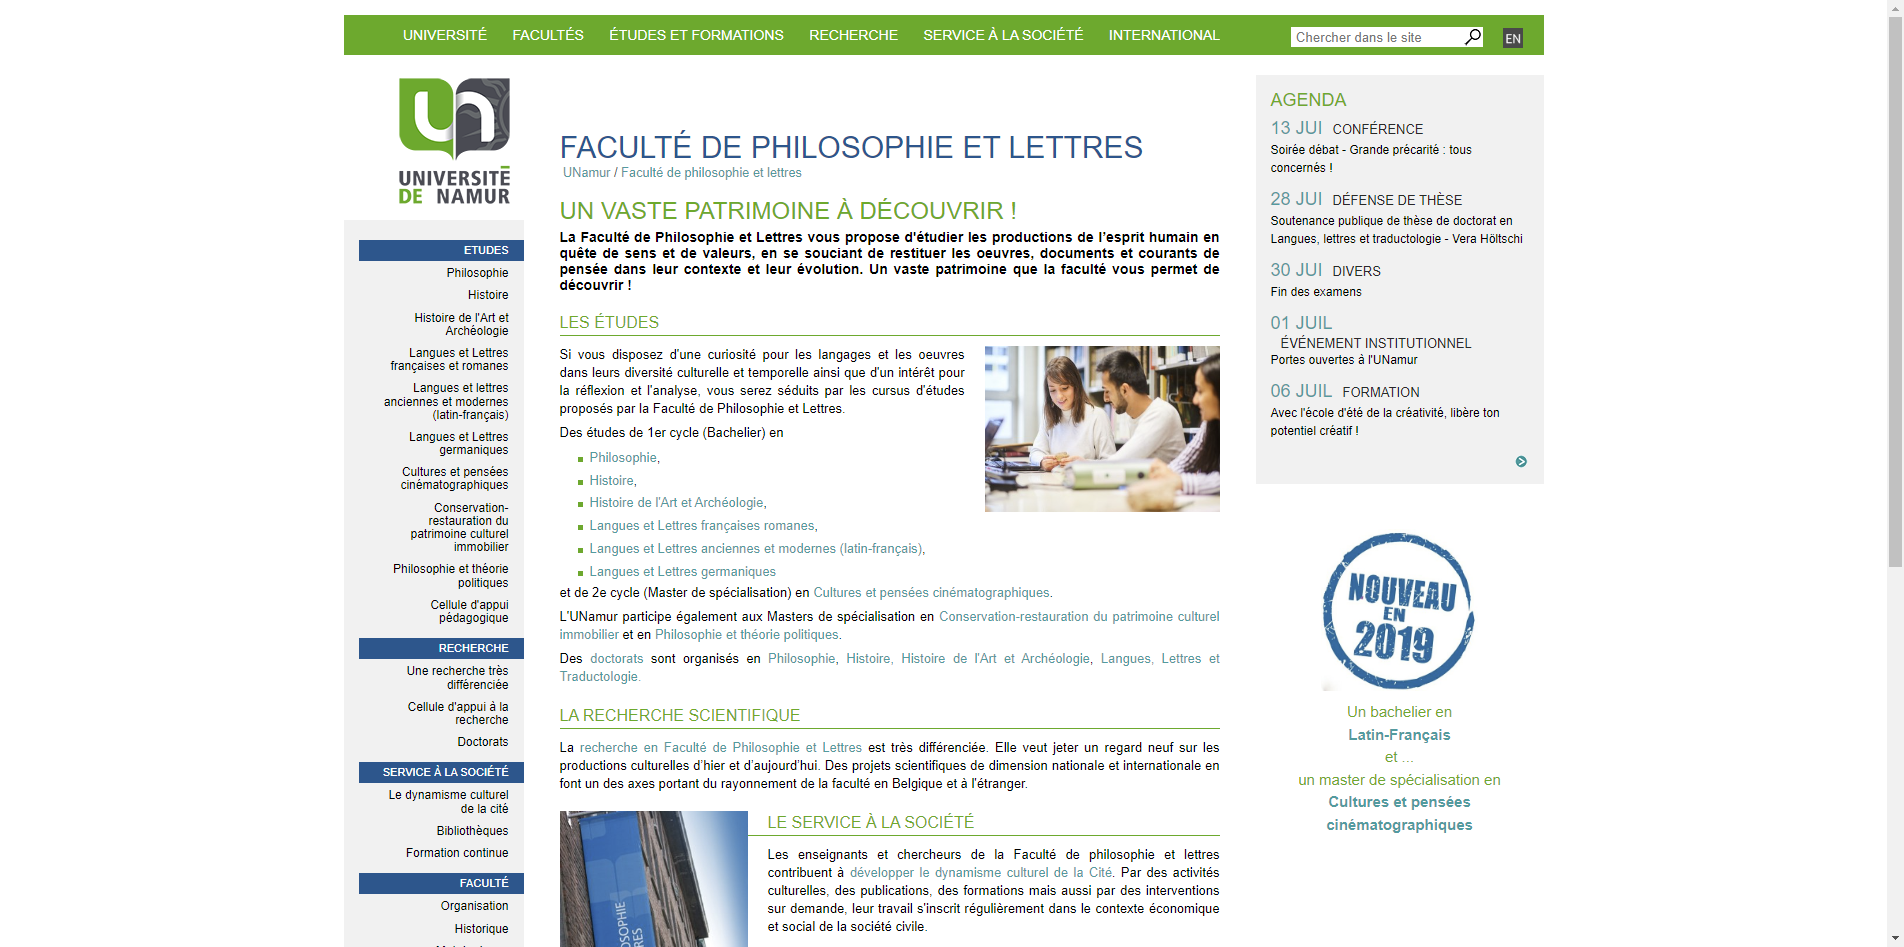 UNIVERSITÉ FACULTÉS ÉTUDES ET FORMATIONS RECHERCHE SERVICE À LA SOCIÉTÉ INTERNATIONAL Chercher dans le site EN
UNIVERSITÉ
DE NAMUR
ETUDES
Philosophie
Histoire
Histoire de l'Art et
Archéologie
Langues et Lettres
françaises et romanes
Langues et lettres
anciennes et modernes
(latin-français)
Langues et Lettres
germaniques
Cultures et pensées
cinématographiques
Conservation-
restauration du
patrimoine culturel
immobilier
Philosophie et théorie
politiques
Cellule d'appui
pédagogique
RECHERCHE
Une recherche très
différenciée
Cellule d'appui à la
recherche
Doctorats
SERVICE À LA SOCIÉTÉ
Le dynamisme culturel
de la cité
Bibliothèques
Formation continue
FACULTÉ
Organisation
Historique
FACULTÉ DE PHILOSOPHIE ET LETTRES
UNamur / Faculté de philosophie et lettres
UN VASTE PATRIMOINE À DÉCOUVRIR !
La Faculté de Philosophie et Lettres vous propose d'étudier les productions de l'esprit humain en
quête de sens et de valeurs, en se souciant de restituer les oeuvres, documents et courants de
pensée dans leur contexte et leur évolution. Un vaste patrimoine que la faculté vous permet de
découvrir !
LES ÉTUDES
Si vous disposez d'une curiosité pour les langages et les oeuvres
dans leurs diversité culturelle et temporelle ainsi que d'un intérêt pour
la réflexion et l'analyse, vous serez séduits par les cursus d'études
proposés par la Faculté de Philosophie et Lettres.
Des études de 1er cycle (Bachelier) en
Philosophie,
Histoire,
Histoire de l'Art et Archéologie,
Langues et Lettres françaises romanes,
Langues et Lettres anciennes et modernes (latin-français),
Langues et Lettres germaniques
et de 2e cycle (Master de spécialisation) en Cultures et pensées cinématographiques.
L'UNamur participe également aux Masters de spécialisation en Conservation-restauration du patrimoine culturel
immobilier et en Philosophie et théorie politiques.
Des doctorats sont organisés en Philosophie, Histoire, Histoire de l'Art et Archéologie, Langues, Lettres et
Traductologie.
LA RECHERCHE SCIENTIFIQUE
La recherche en Faculté de Philosophie et Lettres est très différenciée. Elle veut jeter un regard neuf sur les
productions culturelles d'hier et d'aujourd'hui. Des projets scientifiques de dimension nationale et internationale en
font un des axes portant du rayonnement de la faculté en Belgique et à l'étranger.
LE SERVICE À LA SOCIÉTÉ
Les enseignants et chercheurs de la Faculté de philosophie et lettres
contribuent à développer le dynamisme culturel de la Cité. Par des activités
culturelles, des publications, des formations mais aussi par des interventions
sur demande, leur travail s'inscrit régulièrement dans le contexte économique
et social de la société civile.
AGENDA
13 JUI CONFÉRENCE
Soirée débat - Grande précarité : tous
concernés !
28 JUI DÉFENSE DE THÈSE
Soutenance publique de thèse de doctorat en
Langues, lettres et traductologie - Vera Höltschi
30 JUI DIVERS
Fin des examens
01 JUIL
ÉVÉNEMENT INSTITUTIONNEL
Portes ouvertes à l'UNamur
06 JUIL FORMATION
Avec l'école d'été de la créativité, libère ton
potentiel créatif !
NOUVEAU
EN
2019
Un bachelier en
Latin-Français
et ...
un master de spécialisation en
Cultures et pensées
cinématographiques